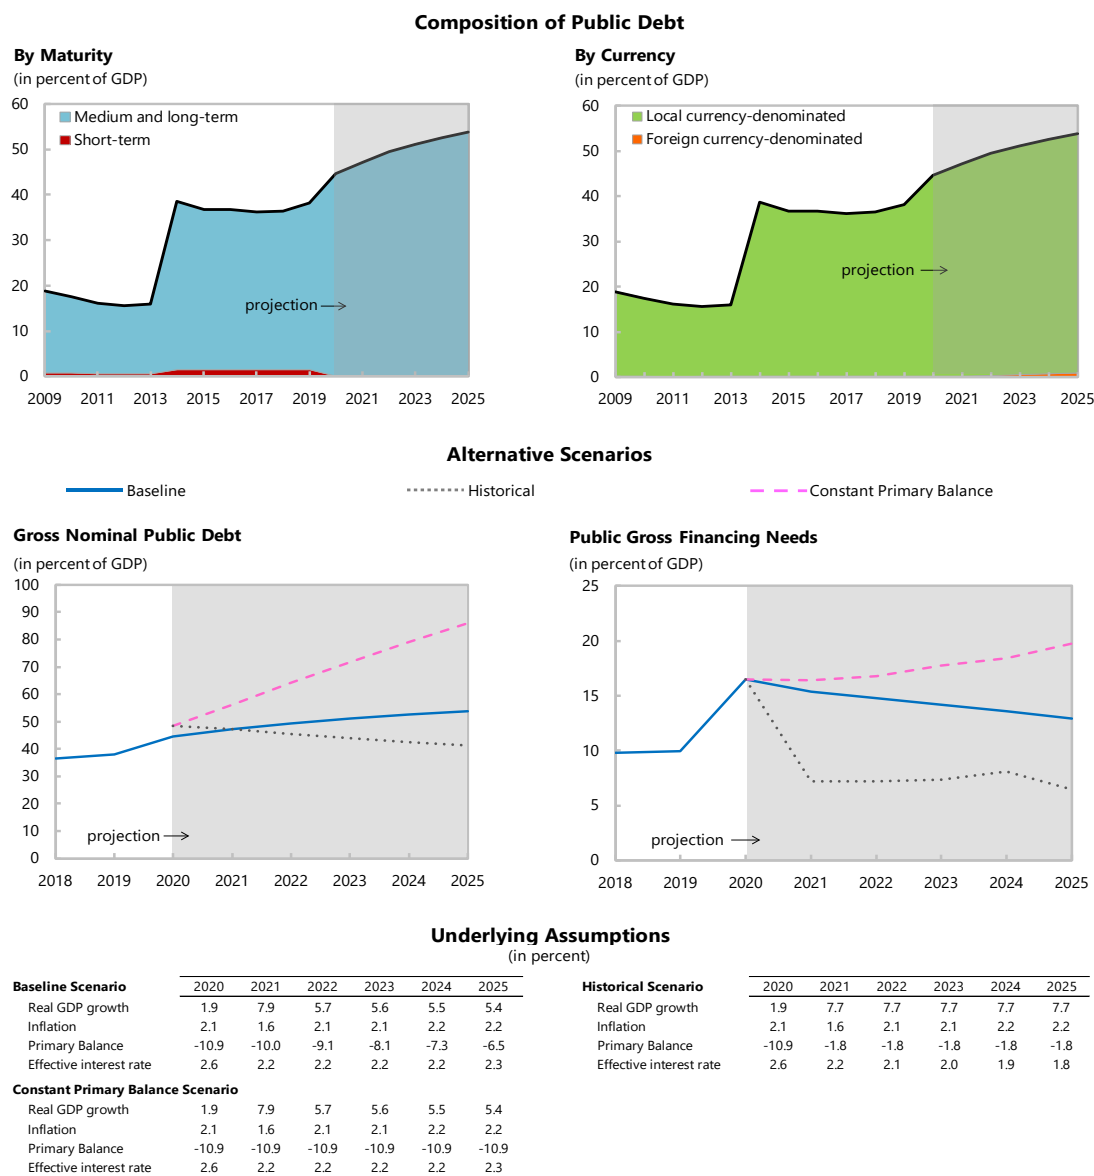 Composition of Public Debt
By Maturity
(in percent of GDP)
60
50
40
30
20
10
0
Medium and long-term
Short-term
projection
2009 2011 2013 2015 2017 2019 2021 2023 2025
By Currency
(in percent of GDP)
60
50
40
30
20
10
0
Local currency-denominated
Foreign currency-denominated
projection
2009 2011 2013 2015 2017 2019 2021 2023 2025
Alternative Scenarios
Baseline Historical Constant Primary Balance
Gross Nominal Public Debt
(in percent of GDP)
100
90
80
70
60
50
40
30
20
10
0
projection
2018 2019 2020 2021 2022 2023 2024 2025
Public Gross Financing Needs
(in percent of GDP)
25
20
15
10
5
0
projection
2018 2019 2020 2021 2022 2023 2024 2025
Underlying Assumptions
(in percent)
Baseline Scenario 2020 2021 2022 2023 2024 2025
Real GDP growth 1.9 7.9 5.7 5.6 5.5 5.4
Inflation 2.1 1.6 2.1 2.1 2.2 2.2
Primary Balance -10.9 -10.0 -9.1 -8.1 -7.3 -6.5
Effective interest rate 2.6 2.2 2.2 2.2 2.2 2.3
Constant Primary Balance Scenario
Real GDP growth 1.9 7.9 5.7 5.6 5.5 5.4
Inflation 2.1 1.6 2.1 2.1 2.2 2.2
Primary Balance -10.9 -10.9 -10.9 -10.9 -10.9 -10.9
Effective interest rate 2.6 2.2 2.2 2.2 2.2 2.3
Historical Scenario 2020 2021 2022 2023 2024 2025
Real GDP growth 1.9 7.7 7.7 7.7 7.7 7.7
Inflation 2.1 1.6 2.1 2.1 2.2 2.2
Primary Balance -10.9 -1.8 -1.8 -1.8 -1.8 -1.8
Effective interest rate 2.6 2.2 2.1 2.0 1.9 1.8